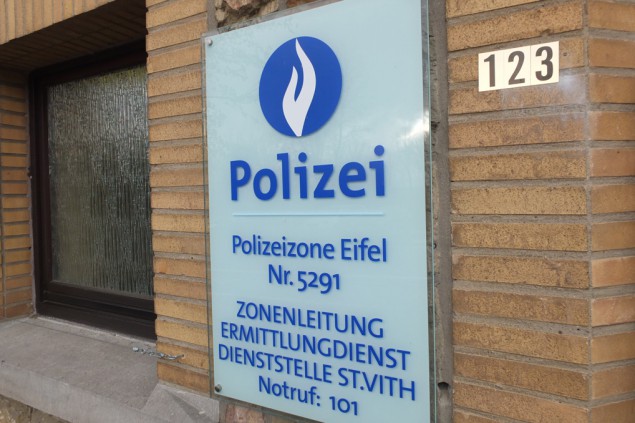 Polizei
Polizeizone Eifel
Nr. 5291
ZONENLEITUNG
ERMITTLUNGDIENST
DIENSTSTELLE ST.VITH
Notruf: 101
123